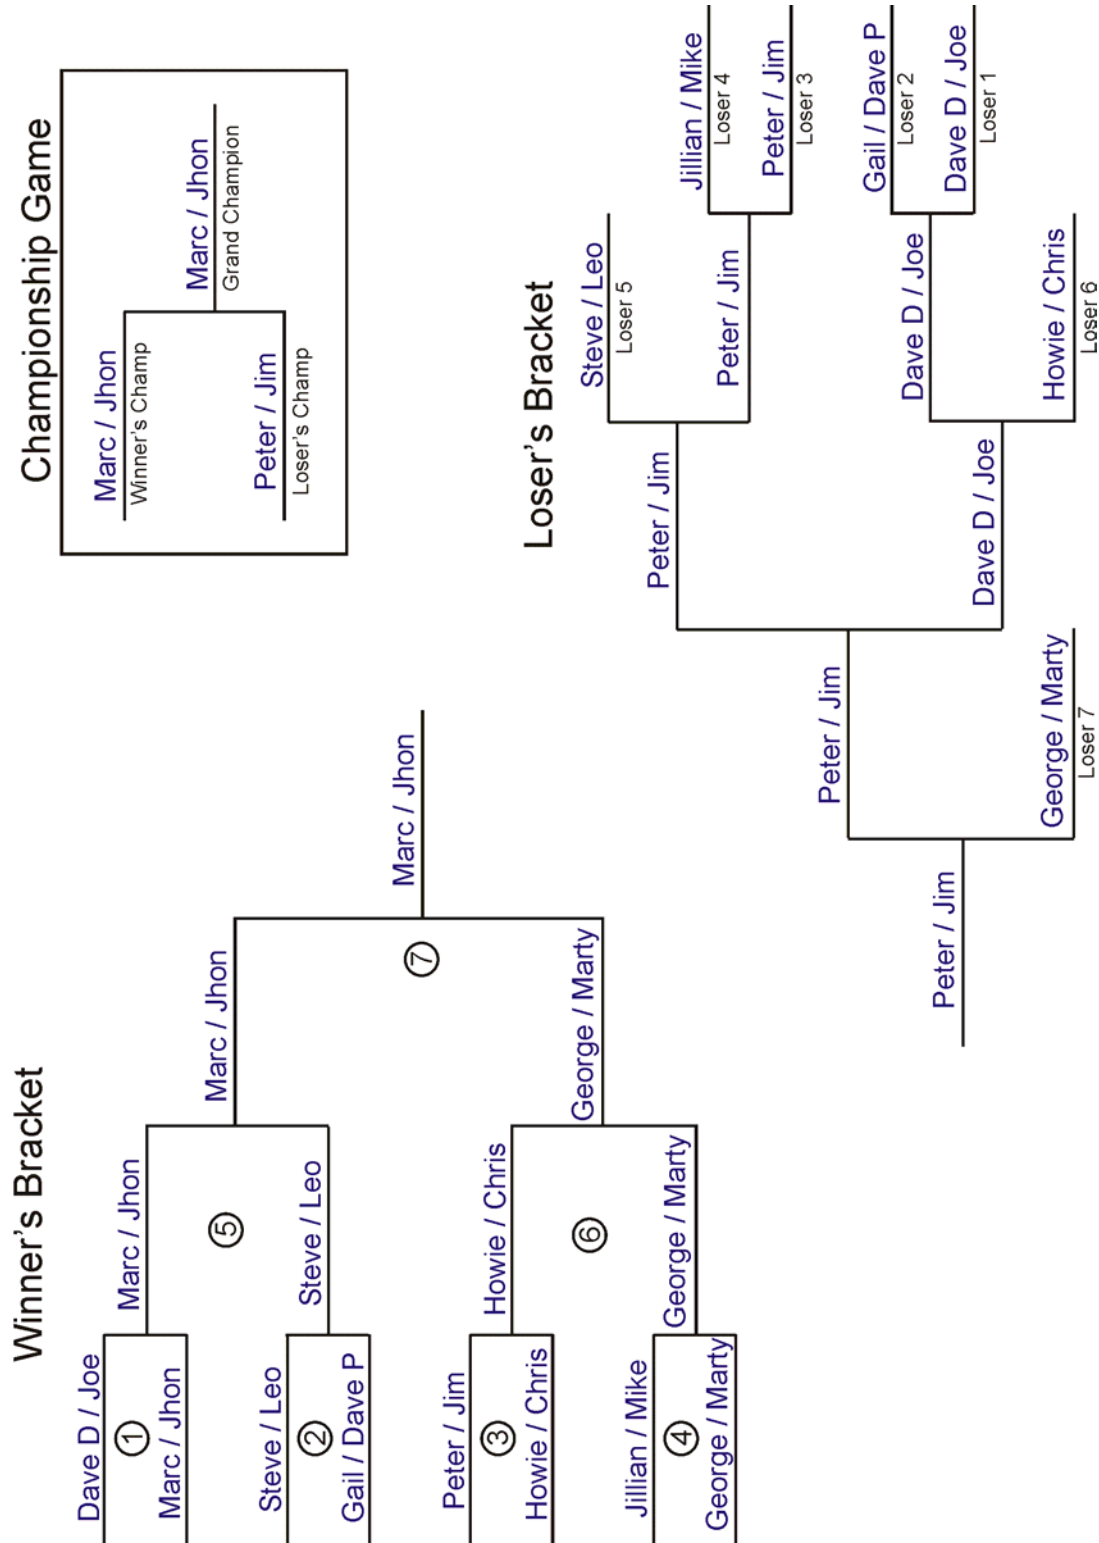 Winner's Bracket
Dave D / Joe
1
Marc / Jhon
Marc / Jhon
5
Steve / Leo
2
Gail / Dave P
Steve / Leo
Marc / Jhon
7
Marc / Jhon
Peter / Jim
3
Howie / Chris
Howie / Chris
6
Jillian / Mike
4
George / Marty
George / Marty
George / Marty
Championship Game
Marc / Jhon
Winner's Champ
Peter / Jim
Loser's Champ
Marc / Jhon
Grand Champion
Loser's Bracket
Steve / Leo
Loser 5
Jillian / Mike
Loser 4
Peter / Jim
Loser 3
Peter / Jim
Peter / Jim
Gail / Dave P
Loser 2
Dave D / Joe
Loser 1
Dave D / Joe
Howie / Chris
Loser 6
Dave D / Joe
Peter / Jim
George / Marty
Loser 7
Peter / Jim